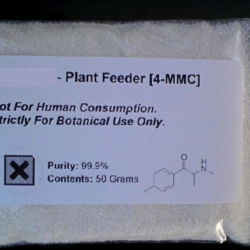 - Plant Feeder [4-MMC]
ot For Human Consumption.
trictly For Botanical Use Only.
Purity: 99.9%
Contents: 50 Grams
O
H
N